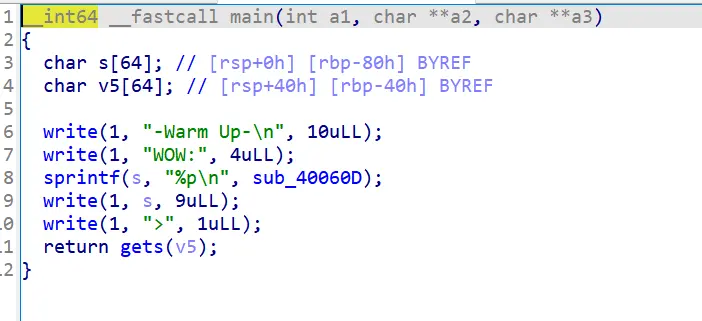 1 __int64 __fastcall main(int a1, char **a2, char **a3)
2 {
3 char s[64]; // [rsp+0h] [rbp-80h] BYREF
4 char v5[64]; // [rsp+40h] [rbp-40h] BYREF
5
6 write(1, "-Warm Up-\n", 10uLL);
7 write(1, "WOW:", 4uLL);
8 sprintf(s, "%p\n", sub_40060D);
9 write(1, s, 9uLL);
10 write(1, ">", 1uLL);
11 return gets(v5);
12 }